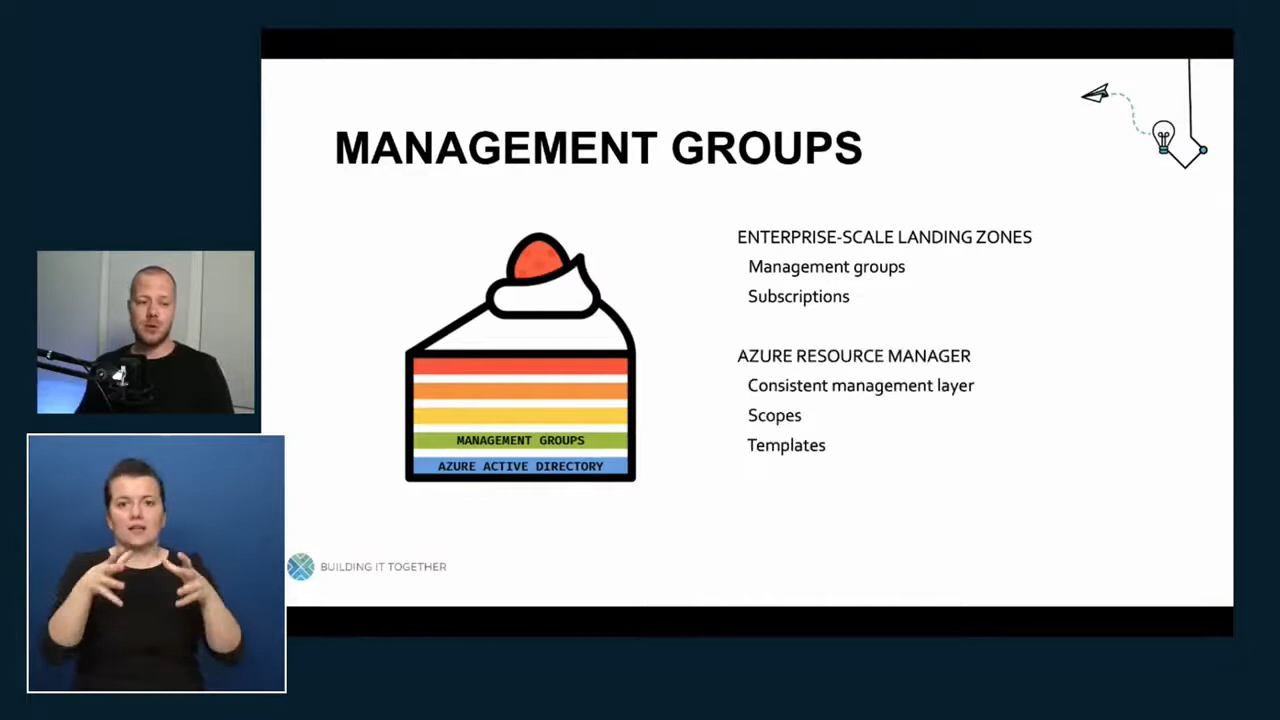 MANAGEMENT GROUPS
MANAGEMENT GROUPS
AZURE ACTIVE DIRECTORY
ENTERPRISE-SCALE LANDING ZONES
Management groups
Subscriptions
AZURE RESOURCE MANAGER
Consistent management layer
Scopes
Templates
BUILDING IT TOGETHER